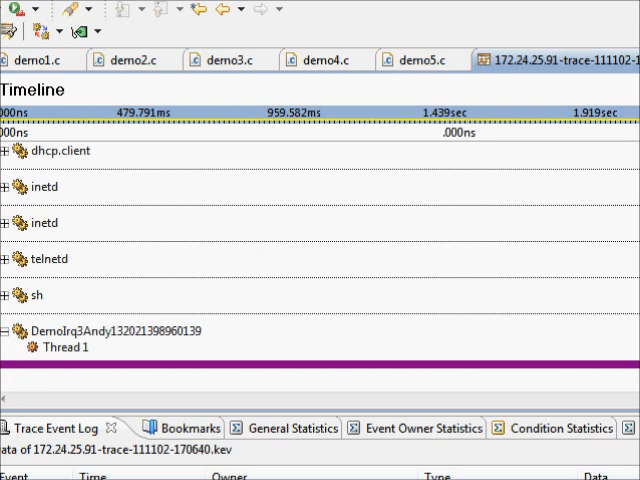 demo1.c demo2.c demo3.c demo4.c demo5.c 172.24.25.91-trace-111102-1
Timeline
000ns 479.791ms 959.582ms 1.439sec 1.919sec
000ns .000ns
dhcp.client
inetd
inetd
telnetd
sh
DemoIrq3Andy132021398960139
Thread 1
Trace Event Log Bookmarks General Statistics Event Owner Statistics Condition Statistics
ata of 172.24.25.91-trace-111102-170640.kev
Event Time Owner Type Data